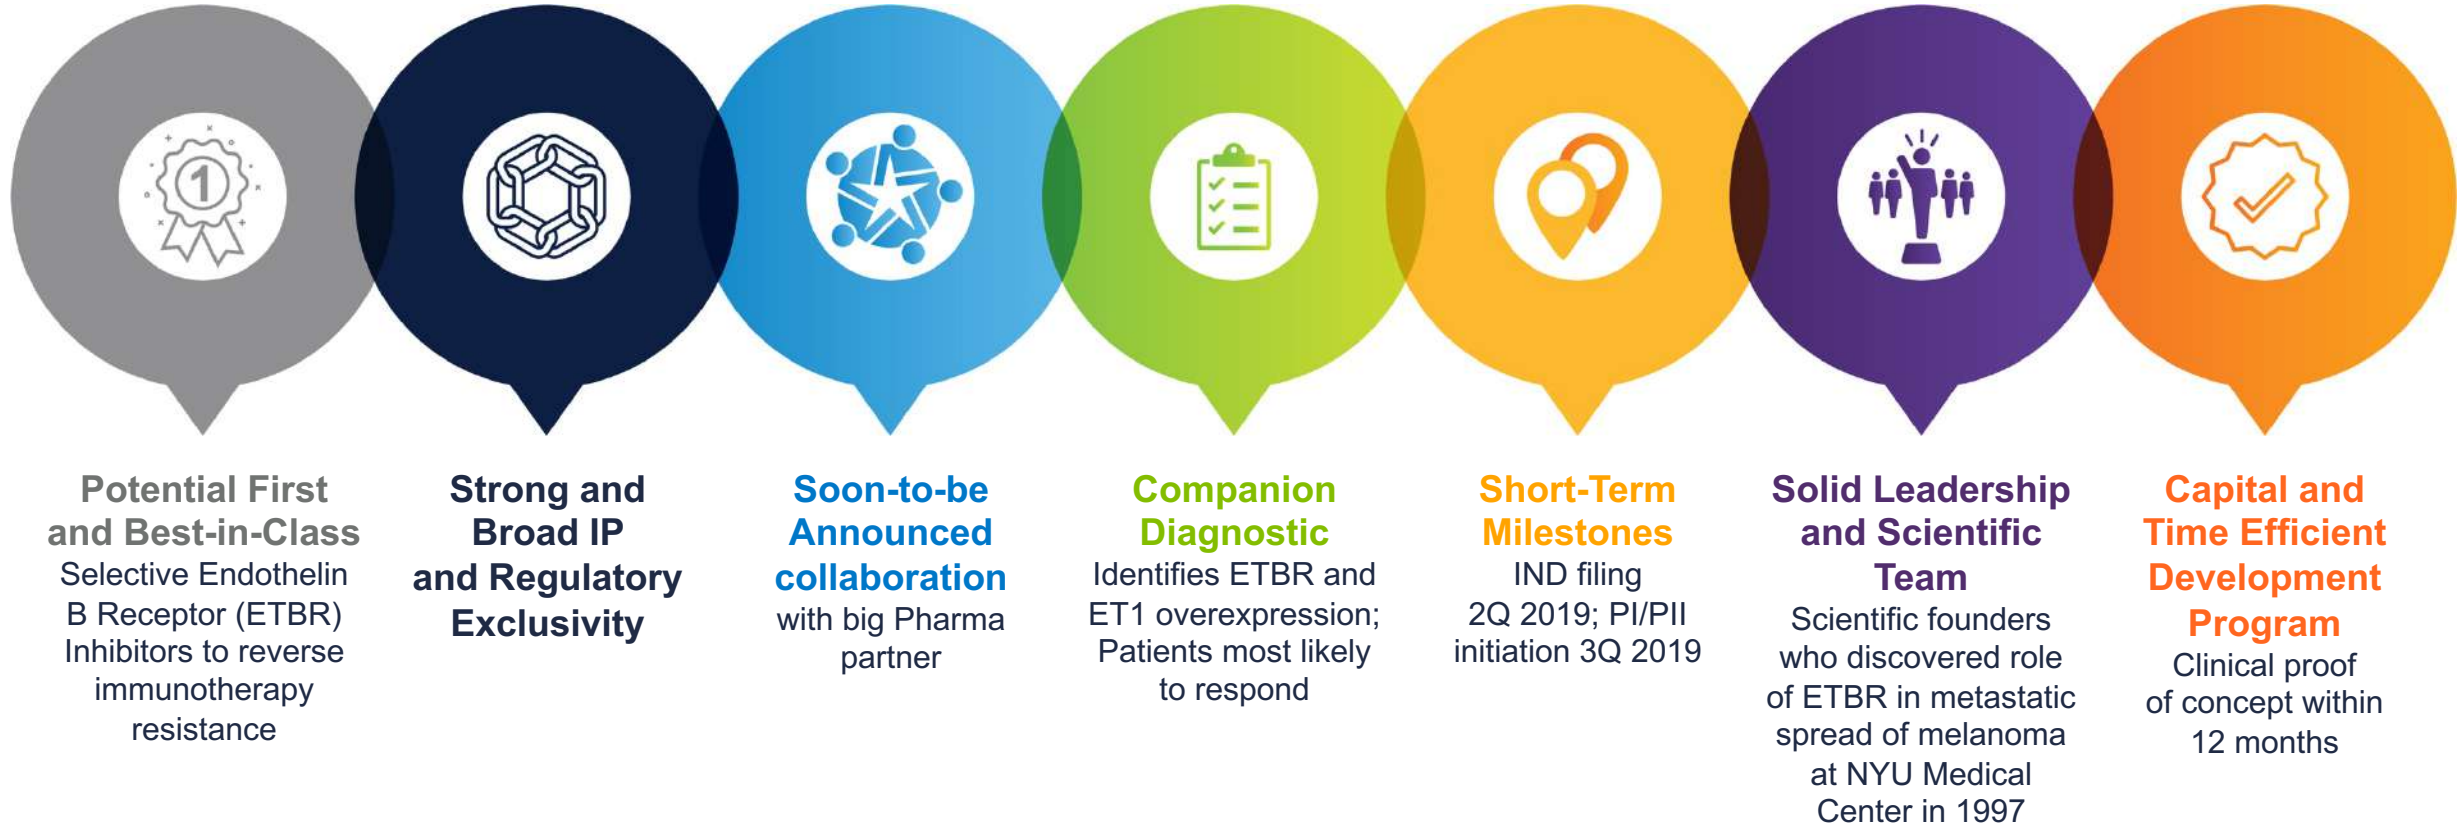 1
Potential First
and Best-in-Class
Selective Endothelin
B Receptor (ETBR)
Inhibitors to reverse
immunotherapy
resistance
Strong and
Broad IP
and Regulatory
Exclusivity
Soon-to-be
Announced
collaboration
with big Pharma
partner
Companion
Diagnostic
Identifies ETBR and
ET1 overexpression;
Patients most likely
to respond
Short-Term
Milestones
IND filing
2Q 2019; PI/PII
initiation 3Q 2019
Solid Leadership
and Scientific
Team
Scientific founders
who discovered role
of ETBR in metastatic
spread of melanoma
at NYU Medical
Center in 1997
Capital and
Time Efficient
Development
Program
Clinical proof
of concept within
12 months